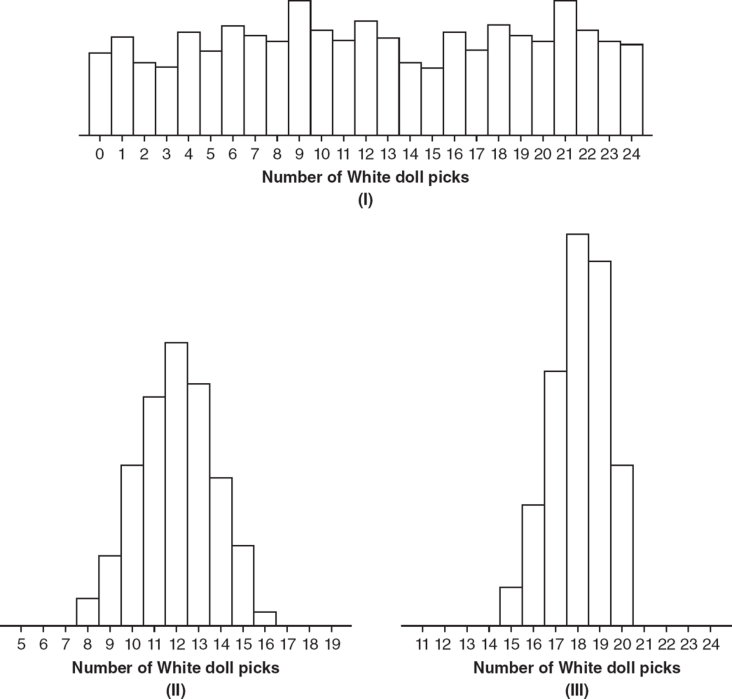 0 1 2 3 4 5 6 7 8 9 10 11 12 13 14 15 16 17 18 19 20 21 22 23 24
Number of White doll picks
(I)
5 6 7 8 9 10 11 12 13 14 15 16 17 18 19
Number of White doll picks
(II)
11 12 13 14 15 16 17 18 19 20 21 22 23 24
Number of White doll picks
(III)